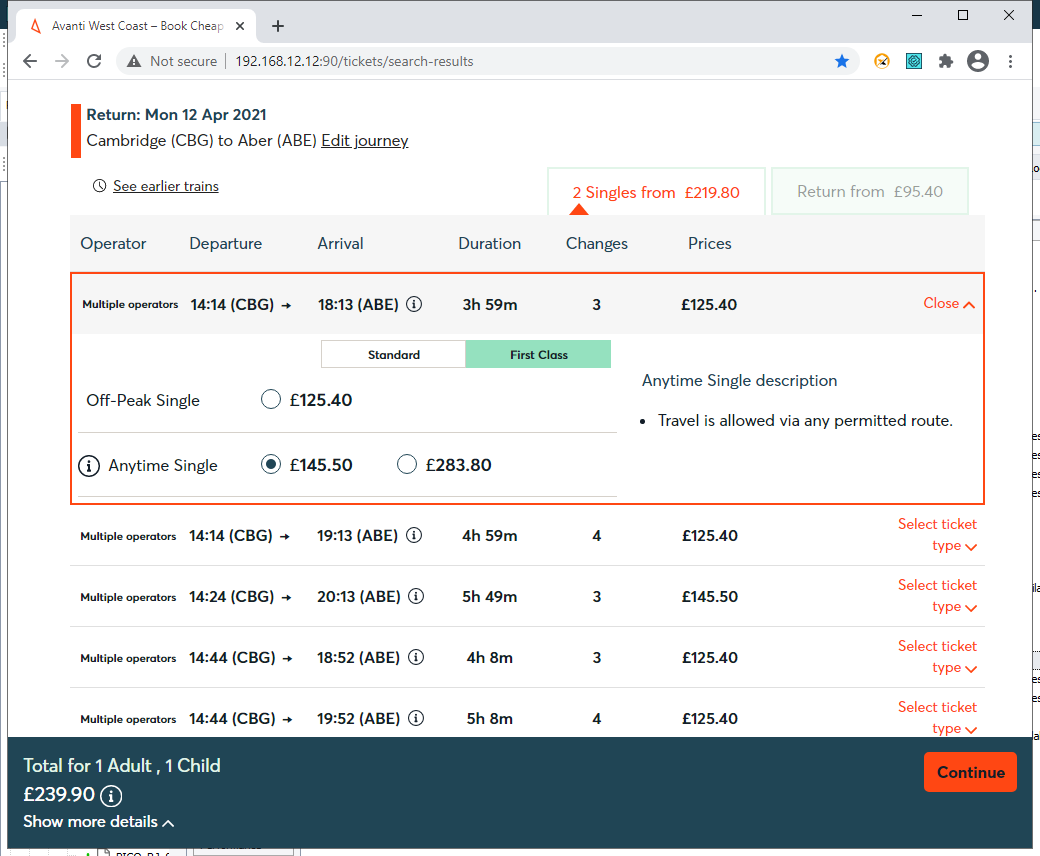 Avanti West Coast – Book Cheap
Not secure 192.168.12.12:90/tickets/search-results
Return: Mon 12 Apr 2021
Cambridge (CBG) to Aber (ABE) Edit journey
See earlier trains
2 Singles from £219.80 Return from £95.40
Operator Departure Arrival Duration Changes Prices
Multiple operators 14:14 (CBG) → 18:13 (ABE) 3h 59m 3 £125.40 Close
Standard First Class
Off-Peak Single £125.40
Anytime Single £145.50 £283.80
Anytime Single description
• Travel is allowed via any permitted route.
Multiple operators 14:14 (CBG) → 19:13 (ABE) 4h 59m 4 £125.40 Select ticket
type
Multiple operators 14:24 (CBG) → 20:13 (ABE) 5h 49m 3 £145.50 Select ticket
type
Multiple operators 14:44 (CBG) → 18:52 (ABE) 4h 8m 3 £125.40 Select ticket
type
Multiple operators 14:44 (CBG) → 19:52 (ABE) 5h 8m 4 £125.40 Select ticket
type
Total for 1 Adult , 1 Child
£239.90
Show more details
Continue